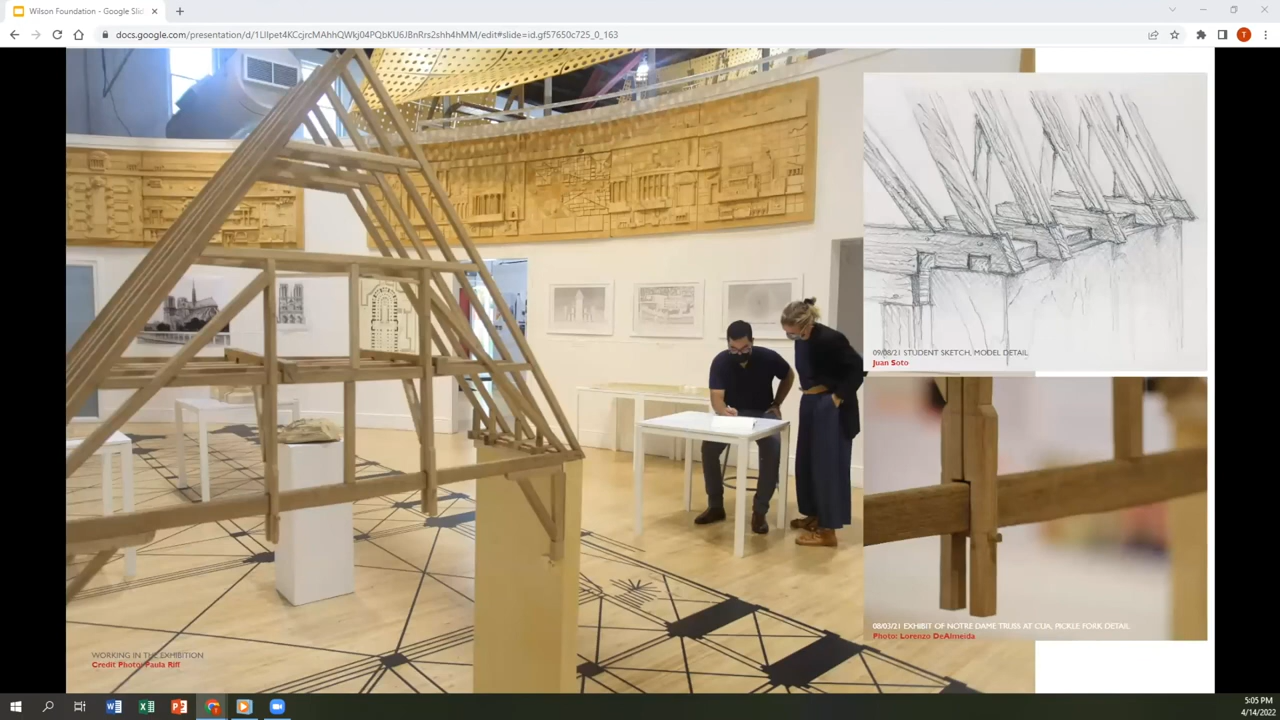 Wilson Foundation - Google Slid
docs.google.com/presentation/d/1LIlpet4KCcjrcMAhhQWkj04PQbKU6JBnRrs2shh4hMM/edit#slide=id.gf57650c725_0_163
T
09/08/21 STUDENT SKETCH, MODEL DETAIL
Juan Soto
08/03/21 EXHIBIT OF NOTRE DAME TRUSS AT CUA, PICKLE FORK DETAIL
Photo: Lorenzo DeAlmeida
WORKING IN THE EXHIBITION
Credit Photo: Paula Riff
5:05 PM
4/14/2022